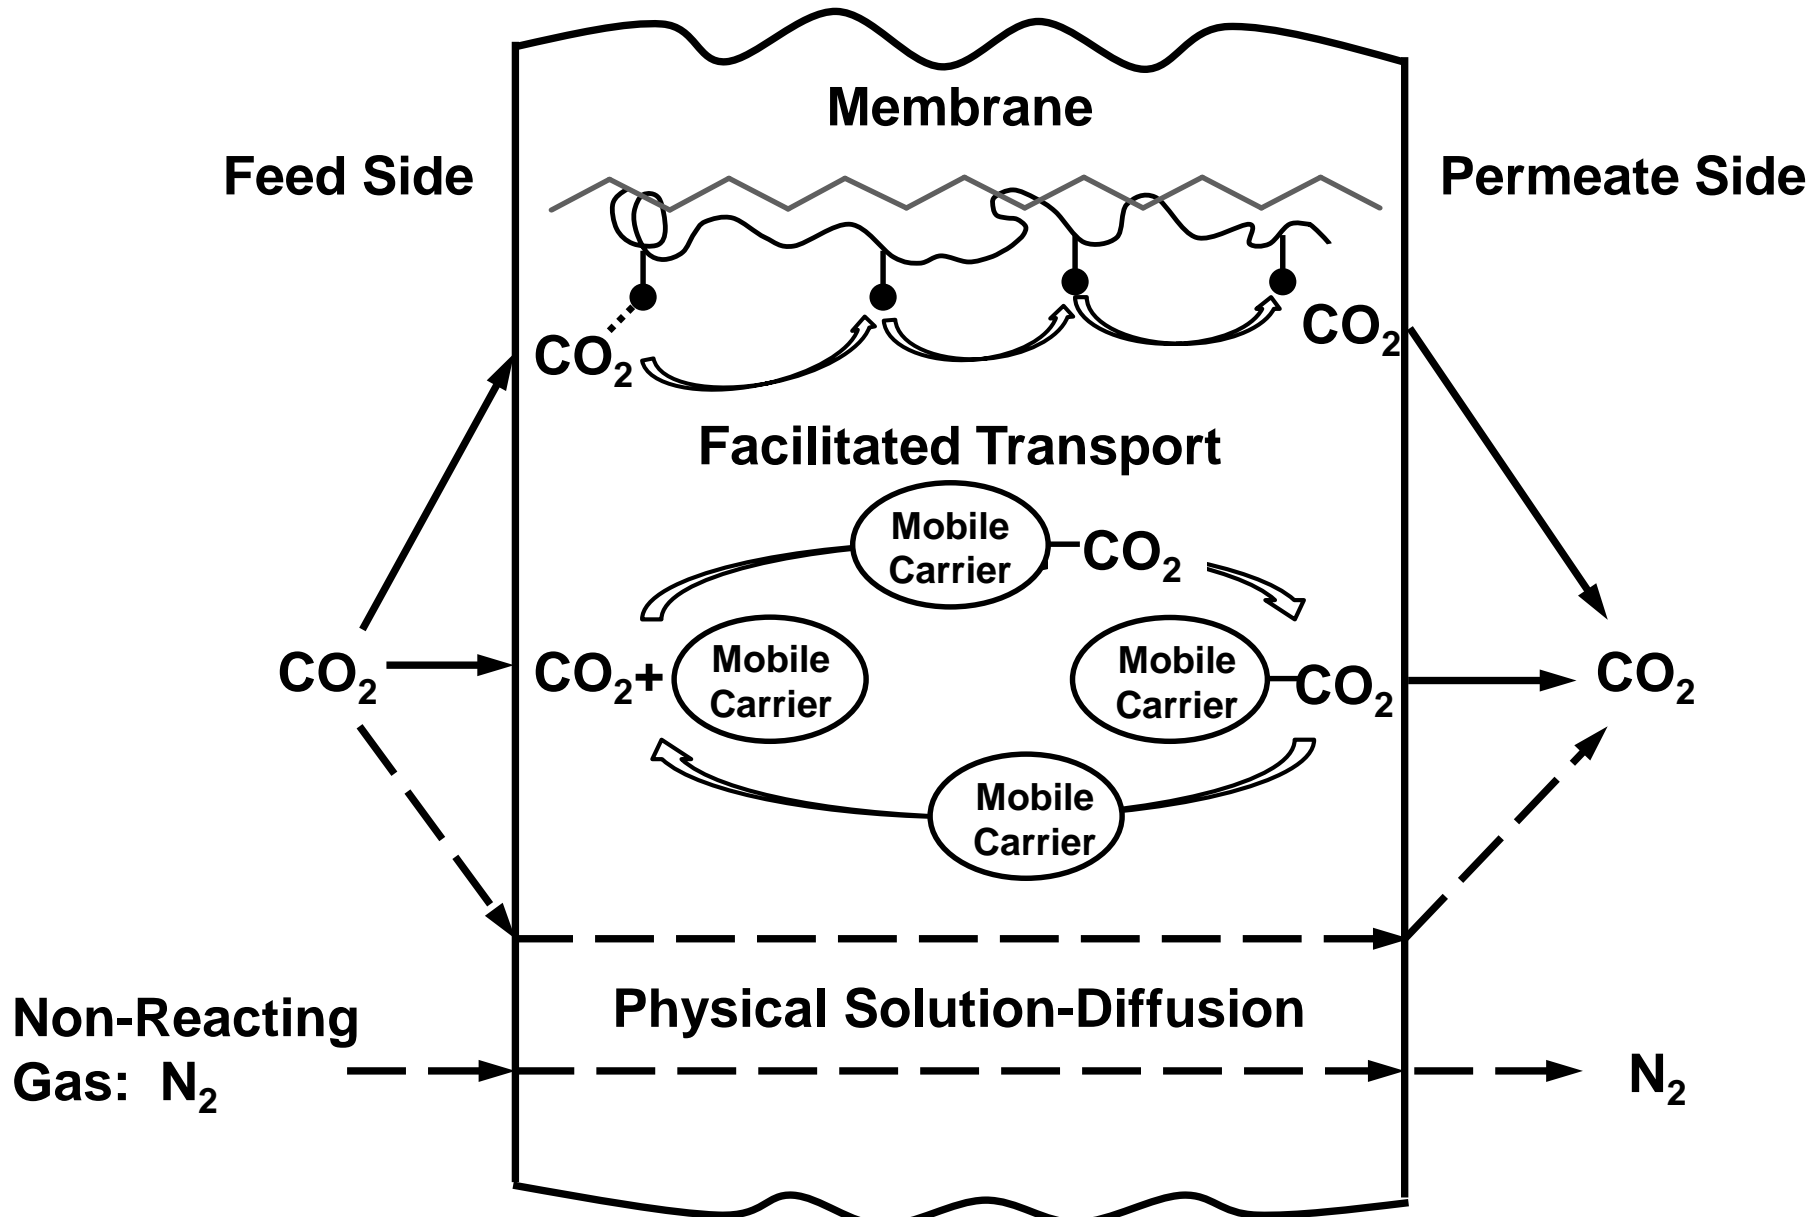 Membrane
Feed Side
Permeate Side
CO₂
CO₂
Facilitated Transport
Mobile
Carrier
CO₂
CO₂
CO₂+
Mobile
Carrier
Mobile
Carrier
CO₂
CO₂
Mobile
Carrier
Physical Solution-Diffusion
Non-Reacting
Gas: N₂
N₂